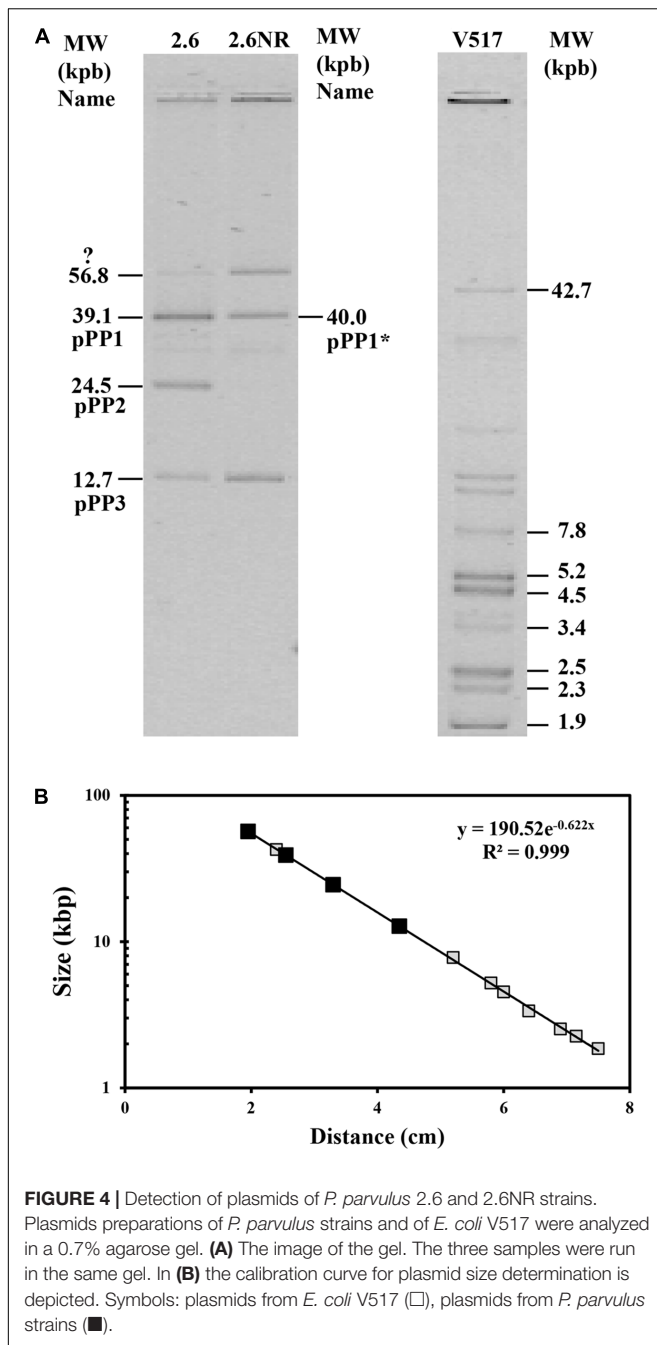 A
MW
(kpb)
Name
2.6
2.6NR
MW
(kpb)
Name
V517
MW
(kpb)
?
56.8
39.1
pPP1
24.5
pPP2
12.7
pPP3
40.0
pPP1*
42.7
7.8
5.2
4.5
3.4
2.5
2.3
1.9
B
y = 190.52e^-0.622x
R² = 0.999
Size (kbp)
100
10
1
0 2 4 6 8
Distance (cm)
FIGURE 4 | Detection of plasmids of P. parvulus 2.6 and 2.6NR strains.
Plasmids preparations of P. parvulus strains and of E. coli V517 were analyzed
in a 0.7% agarose gel. (A) The image of the gel. The three samples were run
in the same gel. In (B) the calibration curve for plasmid size determination is
depicted. Symbols: plasmids from E. coli V517 (□), plasmids from P. parvulus
strains (■).